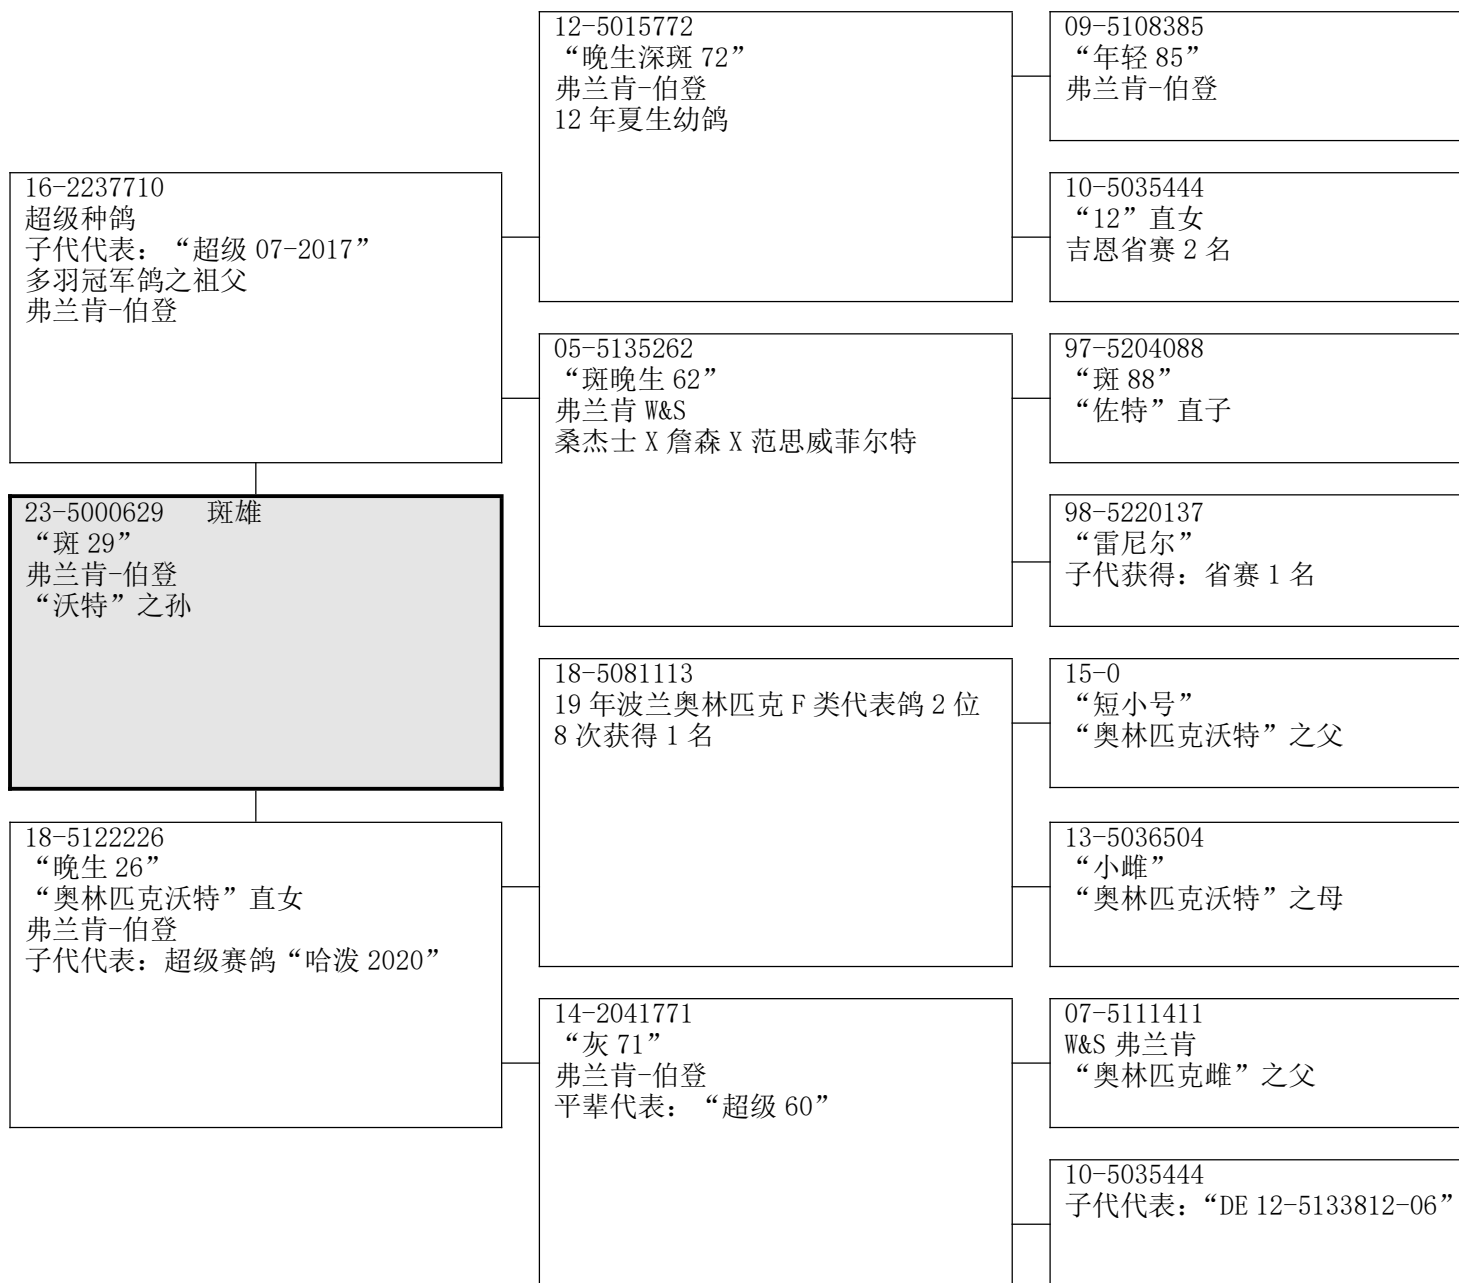 12-5015772
“晚生深斑 72”
弗兰肯-伯登
12 年夏生幼鸽
09-5108385
“年轻 85”
弗兰肯-伯登
16-2237710
超级种鸽
子代代表：“超级 07-2017”
多羽冠军鸽之祖父
弗兰肯-伯登
10-5035444
“12”直女
吉恩省赛 2 名
05-5135262
“斑晚生 62”
弗兰肯 W&S
桑杰士 X 詹森 X 范思威菲尔特
97-5204088
“斑 88”
“佐特”直子
23-5000629 斑雄
“斑 29”
弗兰肯-伯登
“沃特”之孙
98-5220137
“雷尼尔”
子代获得：省赛 1 名
18-5081113
19 年波兰奥林匹克 F 类代表鸽 2 位
8 次获得 1 名
15-0
“短小号”
“奥林匹克沃特”之父
18-5122226
“晚生 26”
“奥林匹克沃特”直女
弗兰肯-伯登
子代代表：超级赛鸽“哈泼 2020”
13-5036504
“小雌”
“奥林匹克沃特”之母
14-2041771
“灰 71”
弗兰肯-伯登
平辈代表：“超级 60”
07-5111411
W&S 弗兰肯
“奥林匹克雌”之父
10-5035444
子代代表：“DE 12-5133812-06”